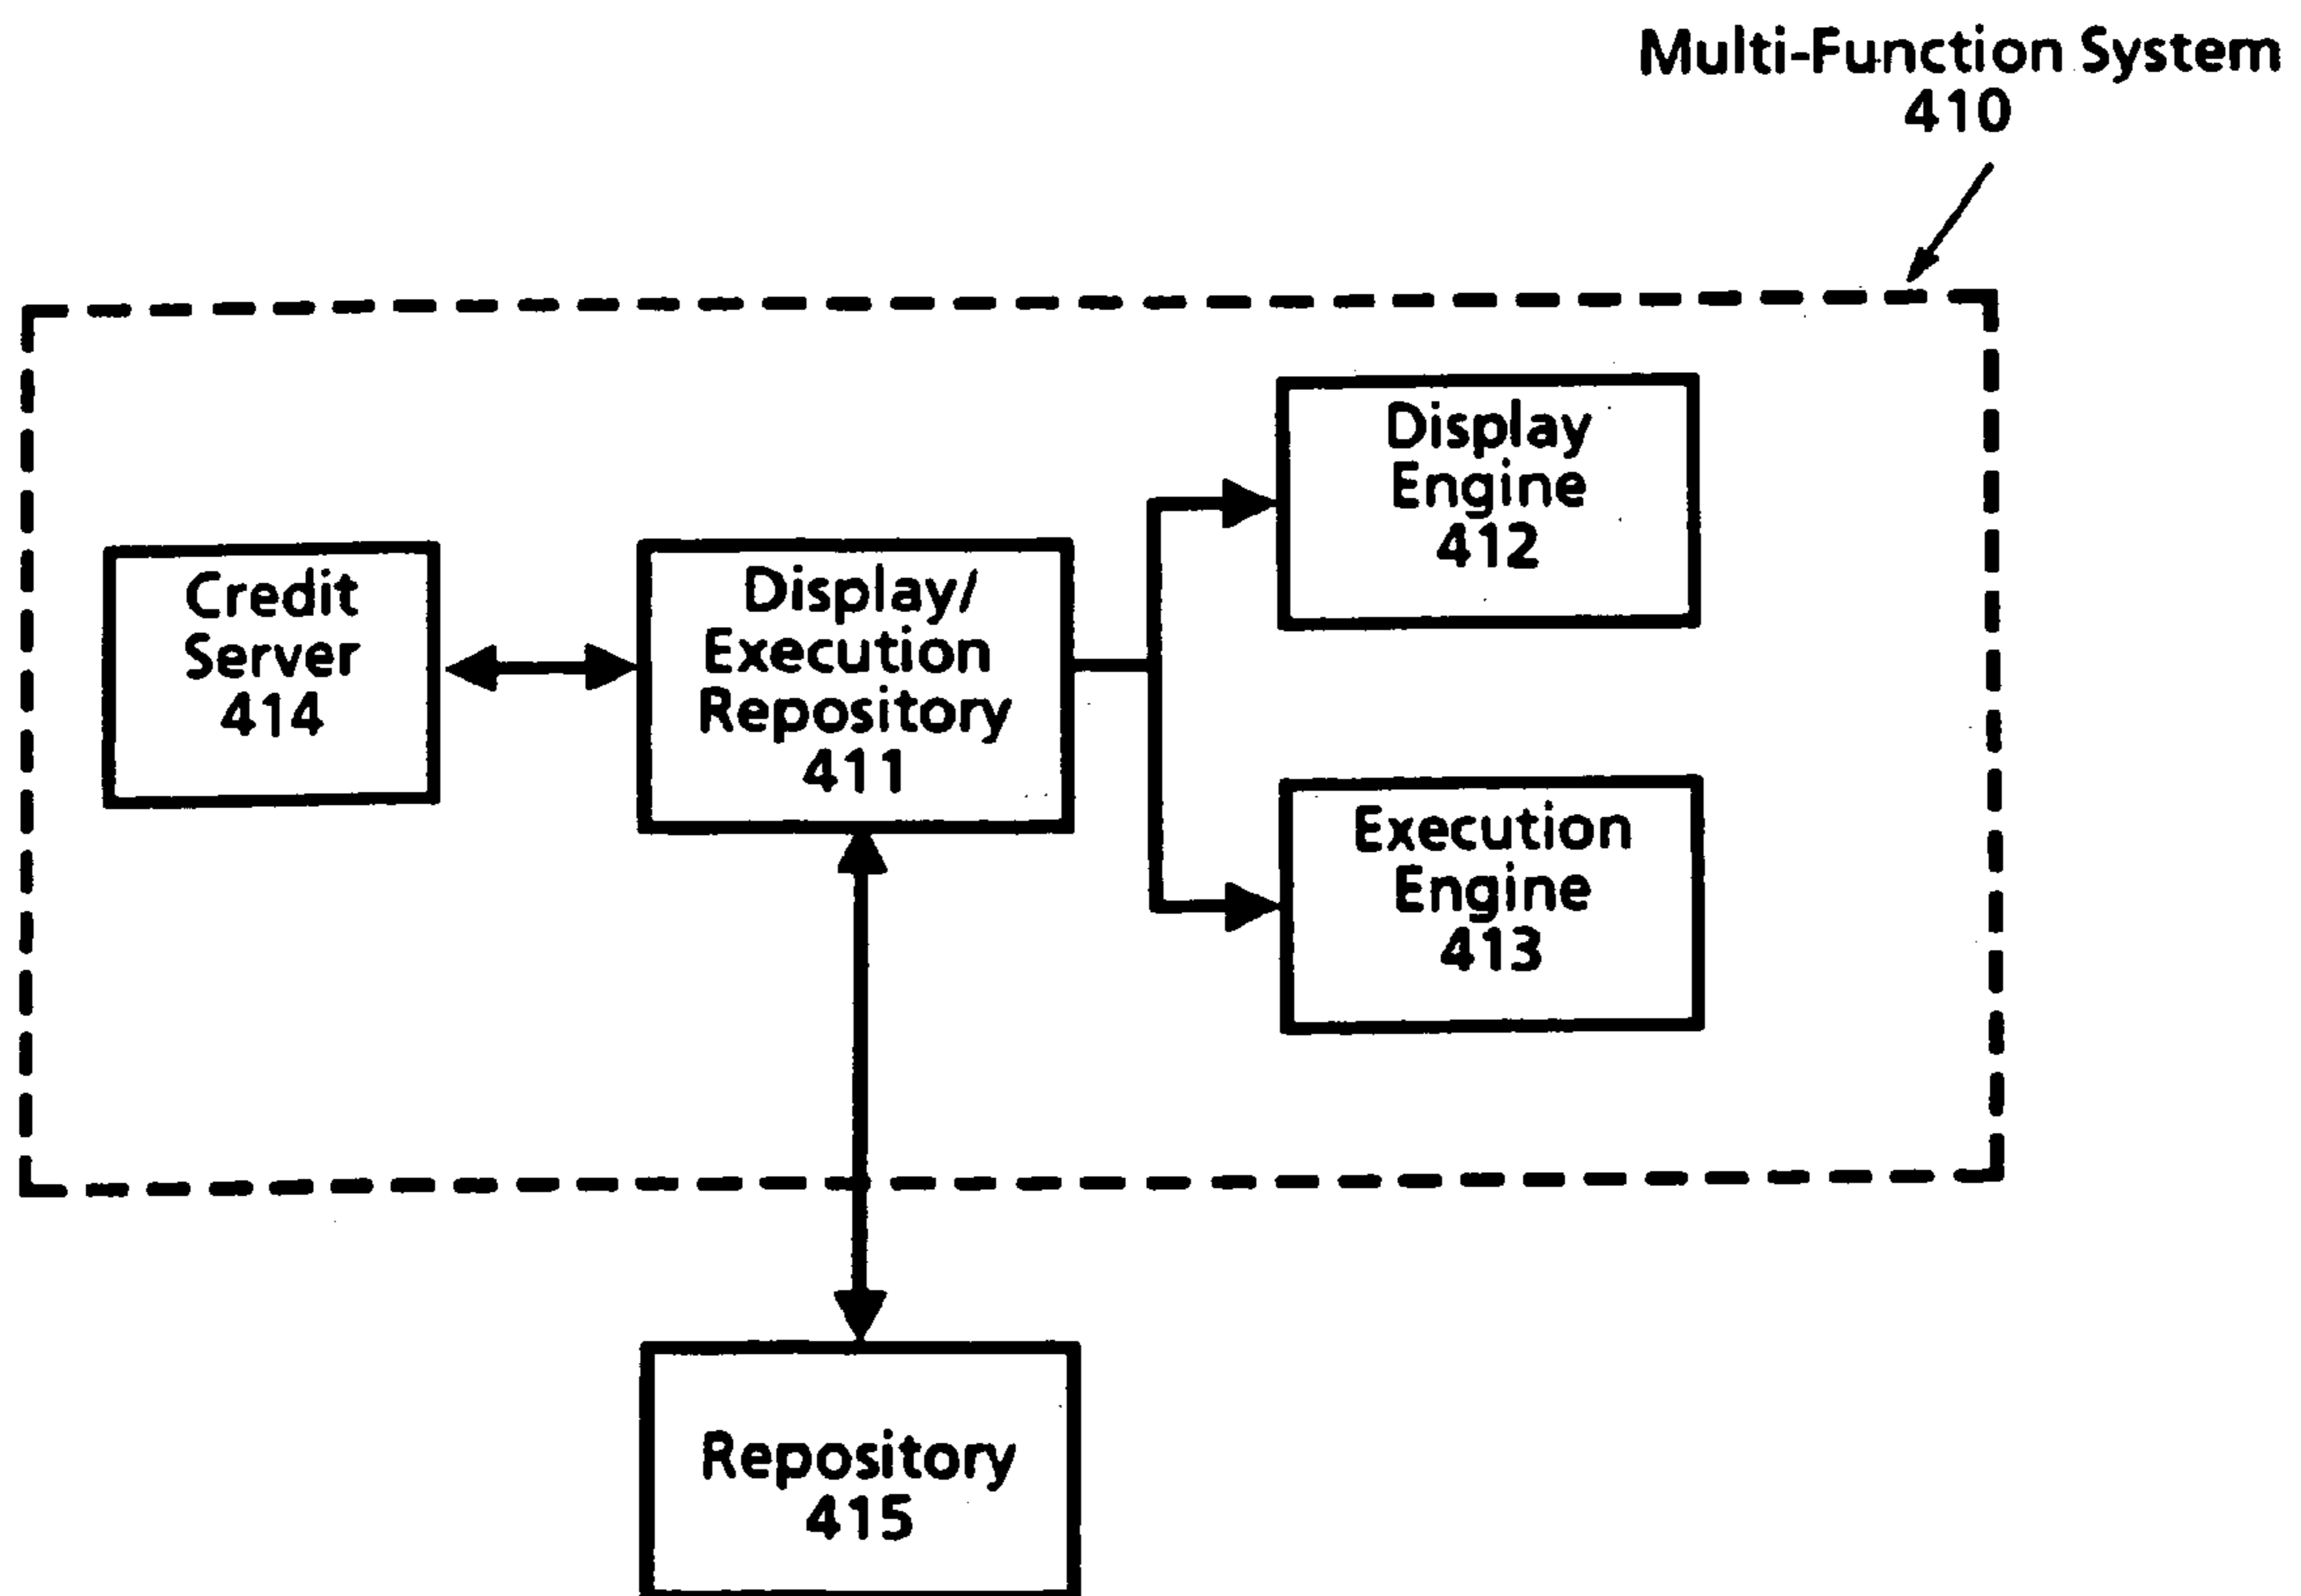 Multi-Function System
410
Display
Engine
412
Credit
Server
414
Display/
Execution
Repository
411
Execution
Engine
413
Repository
415